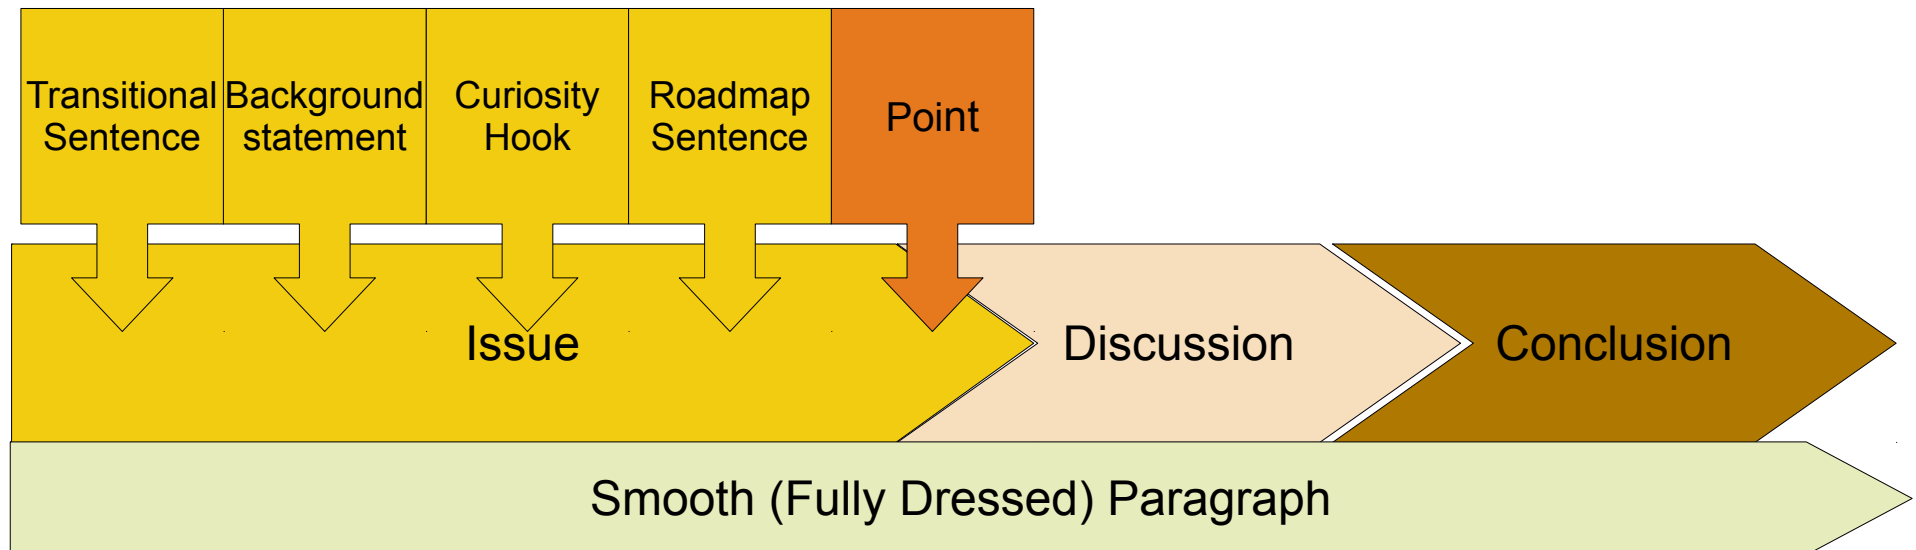 Transitional
Sentence
Background
statement
Curiosity
Hook
Roadmap
Sentence
Point
Issue
Discussion
Conclusion
Smooth (Fully Dressed) Paragraph